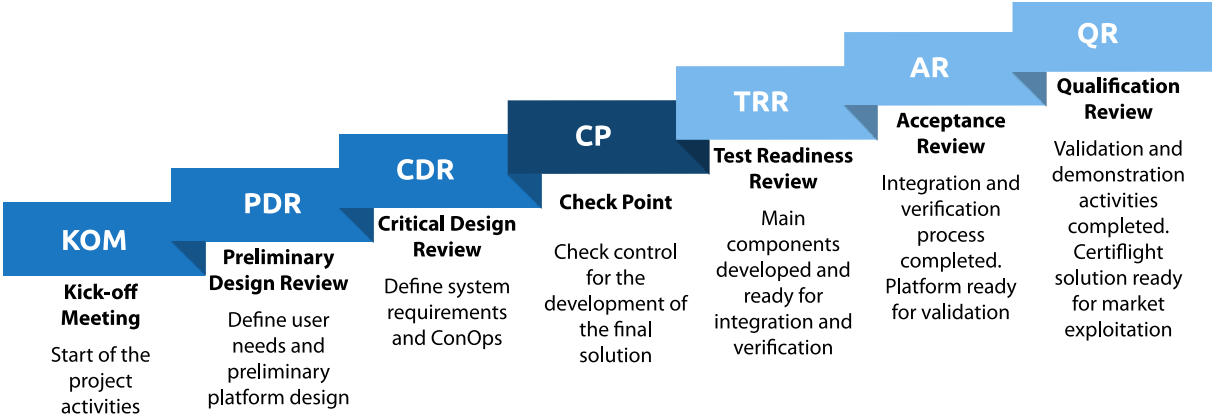 KOM
Kick-off
Meeting
Start of the
project
activities
PDR
Preliminary
Design Review
Define user
needs and
preliminary
platform design
CDR
Critical Design
Review
Define system
requirements
and ConOps
CP
Check Point
Check control
for the
development of
the final
solution
TRR
Test Readiness
Review
Main
components
developed and
ready for
integration and
verification
AR
Acceptance
Review
Integration and
verification
process
completed.
Platform ready
for validation
QR
Qualification
Review
Validation and
demonstration
activities
completed.
Certiflight
solution ready
for market
exploitation